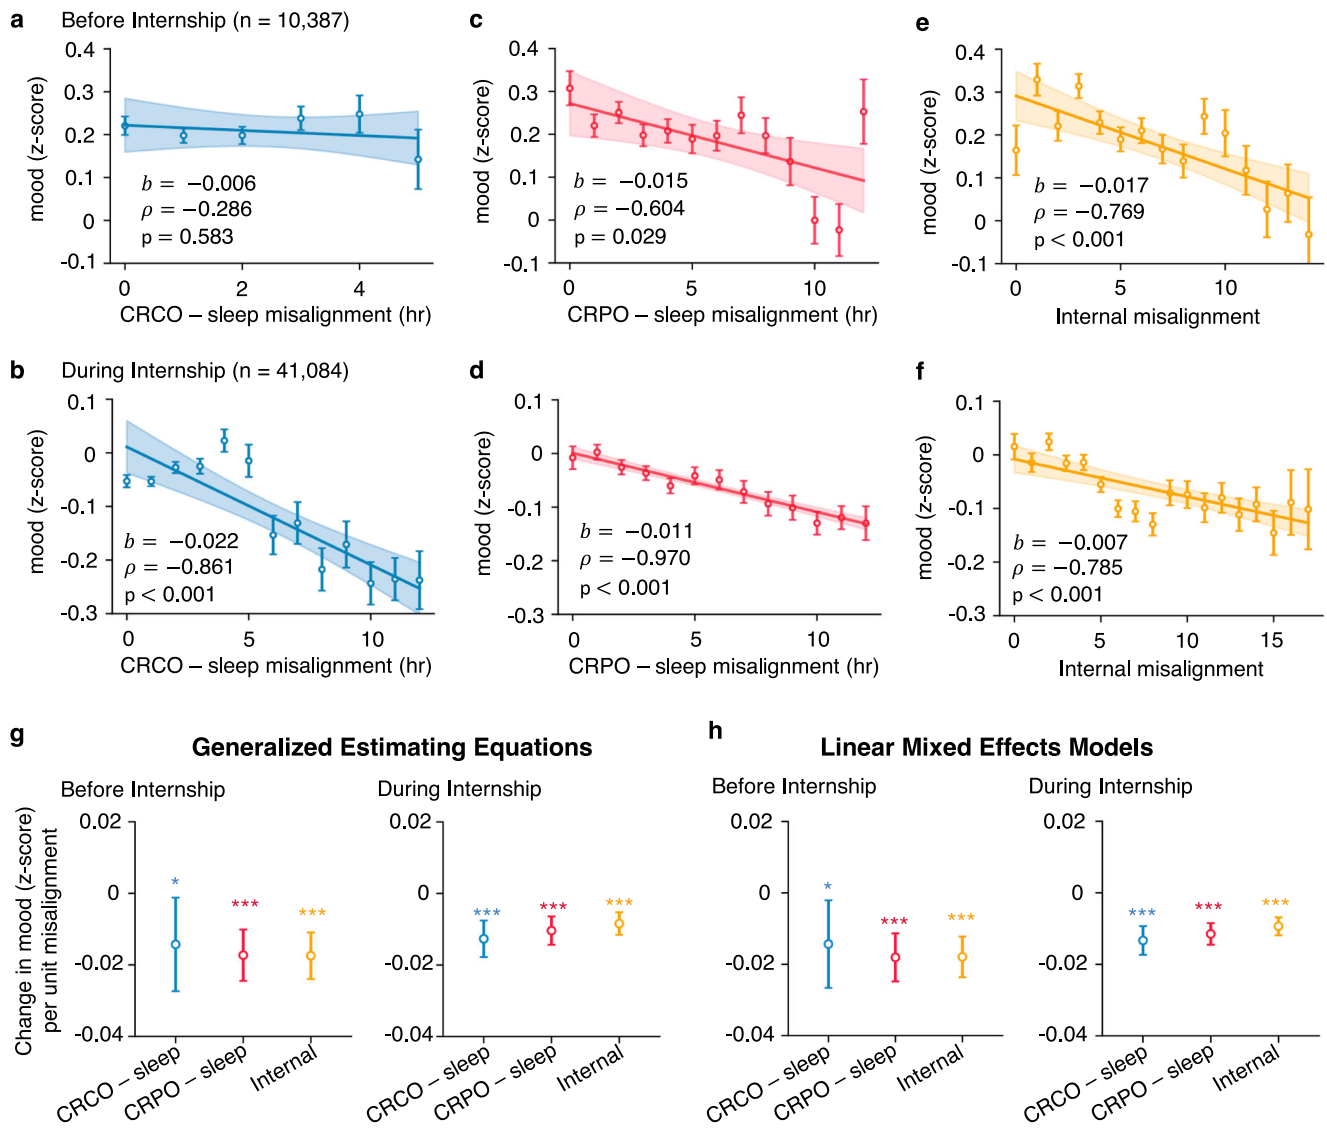 a Before Internship (n = 10,387)
mood (z-score)
0.4
0.3
0.2
0.1
0
-0.1
b = −0.006
ρ = −0.286
p = 0.583
0 2 4
CRCO – sleep misalignment (hr)
c
mood (z-score)
0.4
0.3
0.2
0.1
0
-0.1
b = −0.015
ρ = −0.604
p = 0.029
0 5 10
CRPO – sleep misalignment (hr)
e
mood (z-score)
0.4
0.3
0.2
0.1
0
-0.1
b = −0.017
ρ = −0.769
p < 0.001
0 5 10
Internal misalignment
b During Internship (n = 41,084)
mood (z-score)
0.1
0
-0.1
-0.2
-0.3
b = −0.022
ρ = −0.861
p < 0.001
0 5 10
CRCO – sleep misalignment (hr)
d
mood (z-score)
0.1
0
-0.1
-0.2
-0.3
b = −0.011
ρ = −0.970
p < 0.001
0 5 10
CRPO – sleep misalignment (hr)
f
mood (z-score)
0.1
0
-0.1
-0.2
-0.3
b = −0.007
ρ = −0.785
p < 0.001
0 5 10 15
Internal misalignment
g Generalized Estimating Equations
Change in mood (z-score)
per unit misalignment
Before Internship
0.02
0
-0.02
-0.04
* *** ***
CRCO – sleep
CRPO – sleep
Internal
During Internship
0.02
0
-0.02
-0.04
*** *** ***
CRCO – sleep
CRPO – sleep
Internal
h Linear Mixed Effects Models
Before Internship
0.02
0
-0.02
-0.04
* *** ***
CRCO – sleep
CRPO – sleep
Internal
During Internship
0.02
0
-0.02
-0.04
*** *** ***
CRCO – sleep
CRPO – sleep
Internal